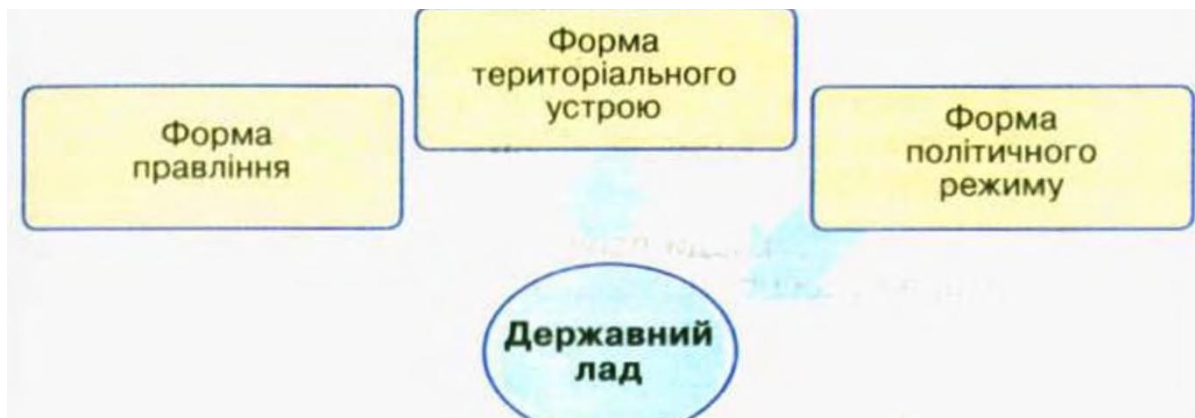 Форма
територіального
устрою
Форма
правління
Форма
політичного
режиму
Державний
лад